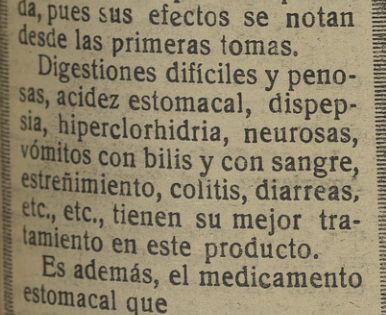 da, pues sus efectos se notan
desde las primeras tomas.
Digestiones difíciles y peno-
sas, acidez estomacal, dispep-
sia, hiperclorhidria, neurosas,
vómitos con bilis y con sangre,
estreñimiento, colitis, diarreas,
etc., etc., tienen su mejor tra-
tamiento en este producto.
Es además, el medicamento
estomacal que